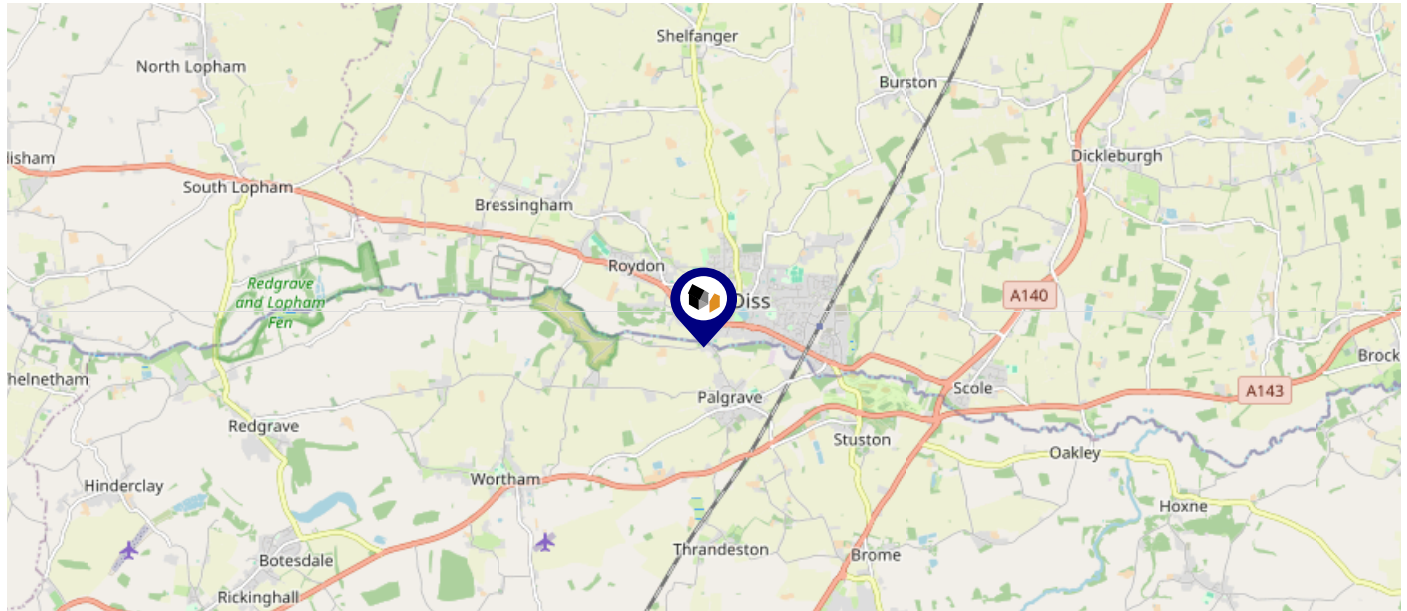 Shelfanger
North Lopham
Burston
lisham
Dickleburgh
South Lopham
Bressingham
Roydon
Redgrave
and Lopham
Fen
Diss
A140
Brock
helnetham
Scole
A143
Palgrave
Redgrave
Stuston
Oakley
Wortham
Hinderclay
Hoxne
Thrandeston
Brome
Botesdale
Rickinghall